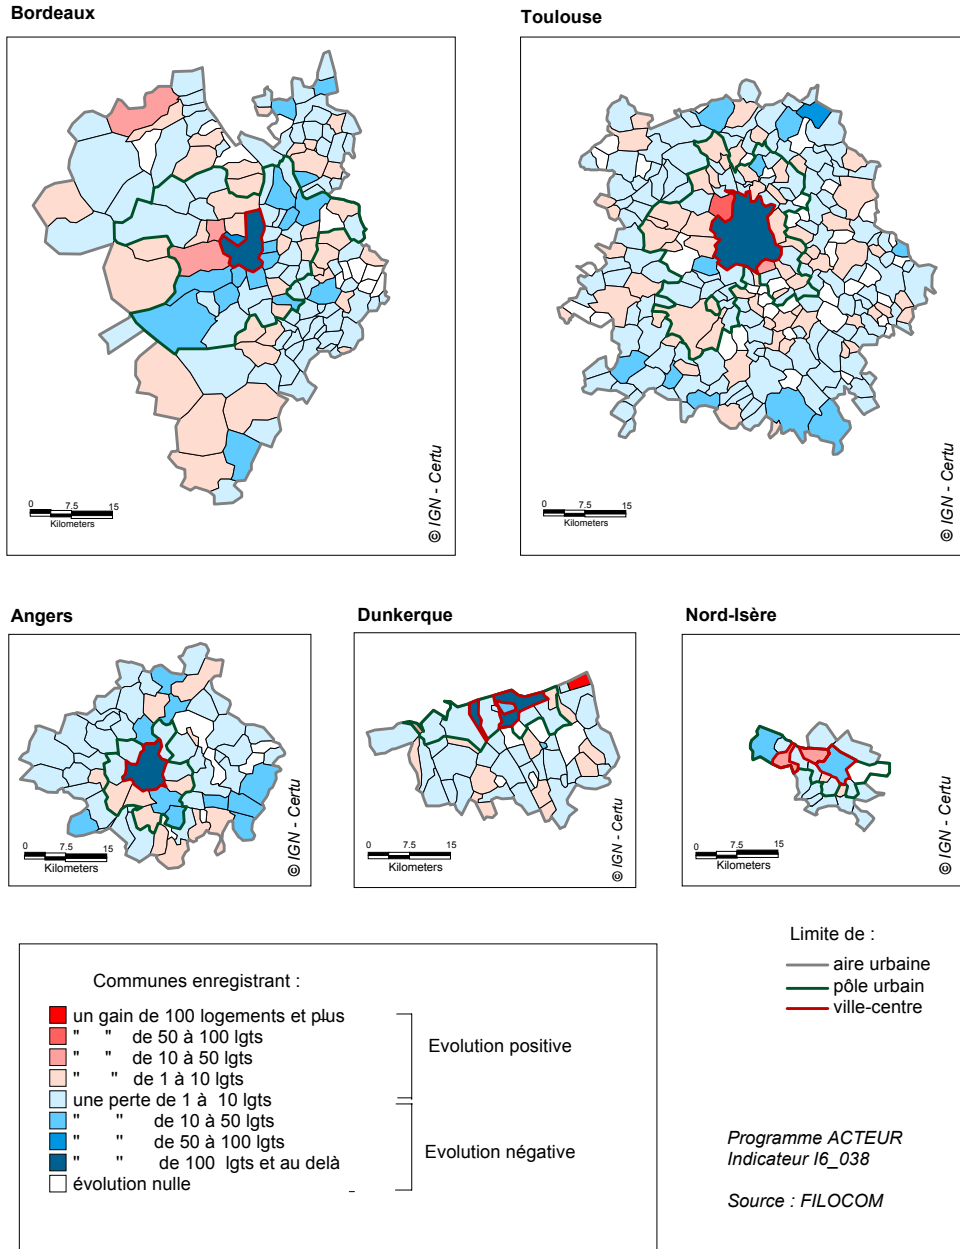 Bordeaux
Toulouse
0 7.5 15
Kilometers
© IGN - Certu
0 7.5 15
Kilometers
© IGN - Certu
Angers
Dunkerque
Nord-Isère
0 7.5 15
Kilometers
© IGN - Certu
0 7.5 15
Kilometers
© IGN - Certu
0 7.5 15
Kilometers
© IGN - Certu
Limite de :
aire urbaine
pôle urbain
ville-centre
Communes enregistrant :
un gain de 100 logements et plus
" " de 50 à 100 lgts
" " de 10 à 50 lgts
" " de 1 à 10 lgts
Evolution positive
une perte de 1 à 10 lgts
" " de 10 à 50 lgts
" " de 50 à 100 lgts
" " de 100 lgts et au delà
Evolution négative
évolution nulle
Programme ACTEUR
Indicateur I6_038
Source : FILOCOM